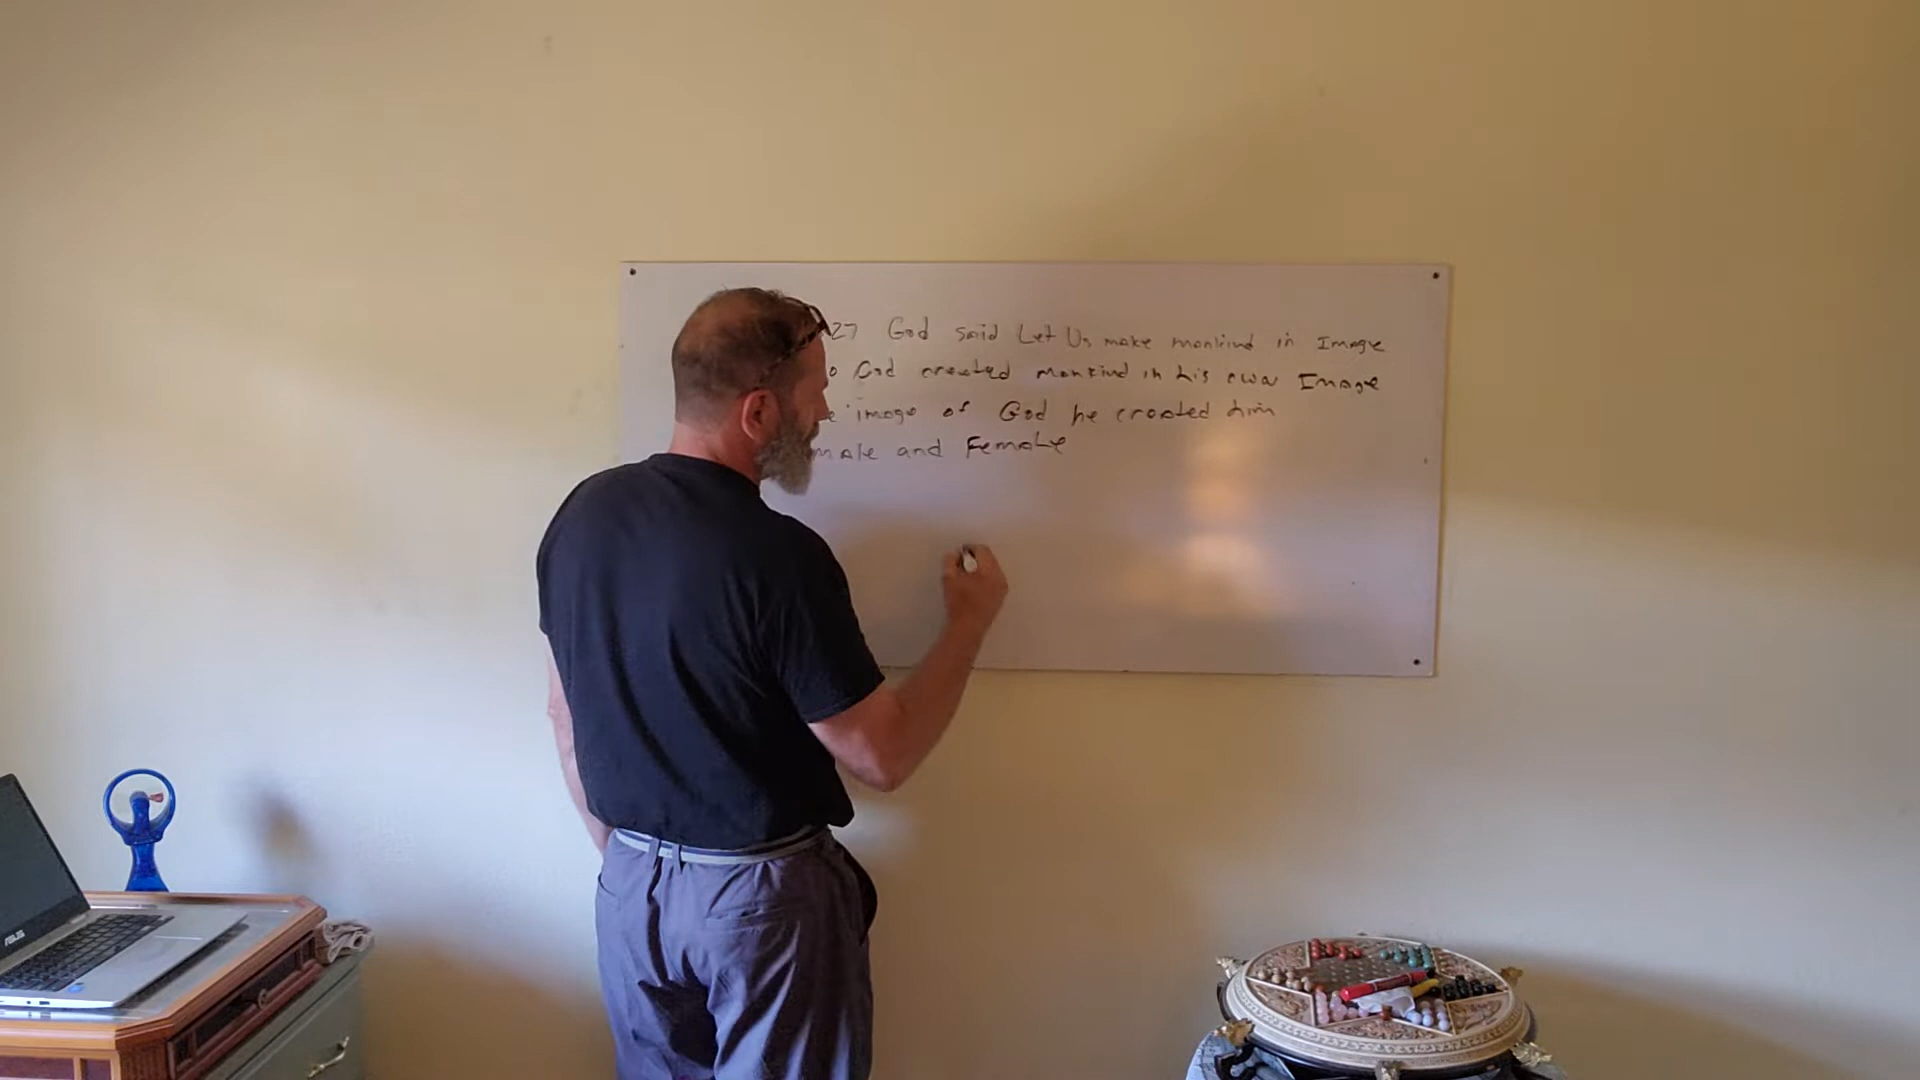 27 God said Let Us make mankind in Image
o God created mankind in his own Image
e image of God he created him
male and Female
ASUS